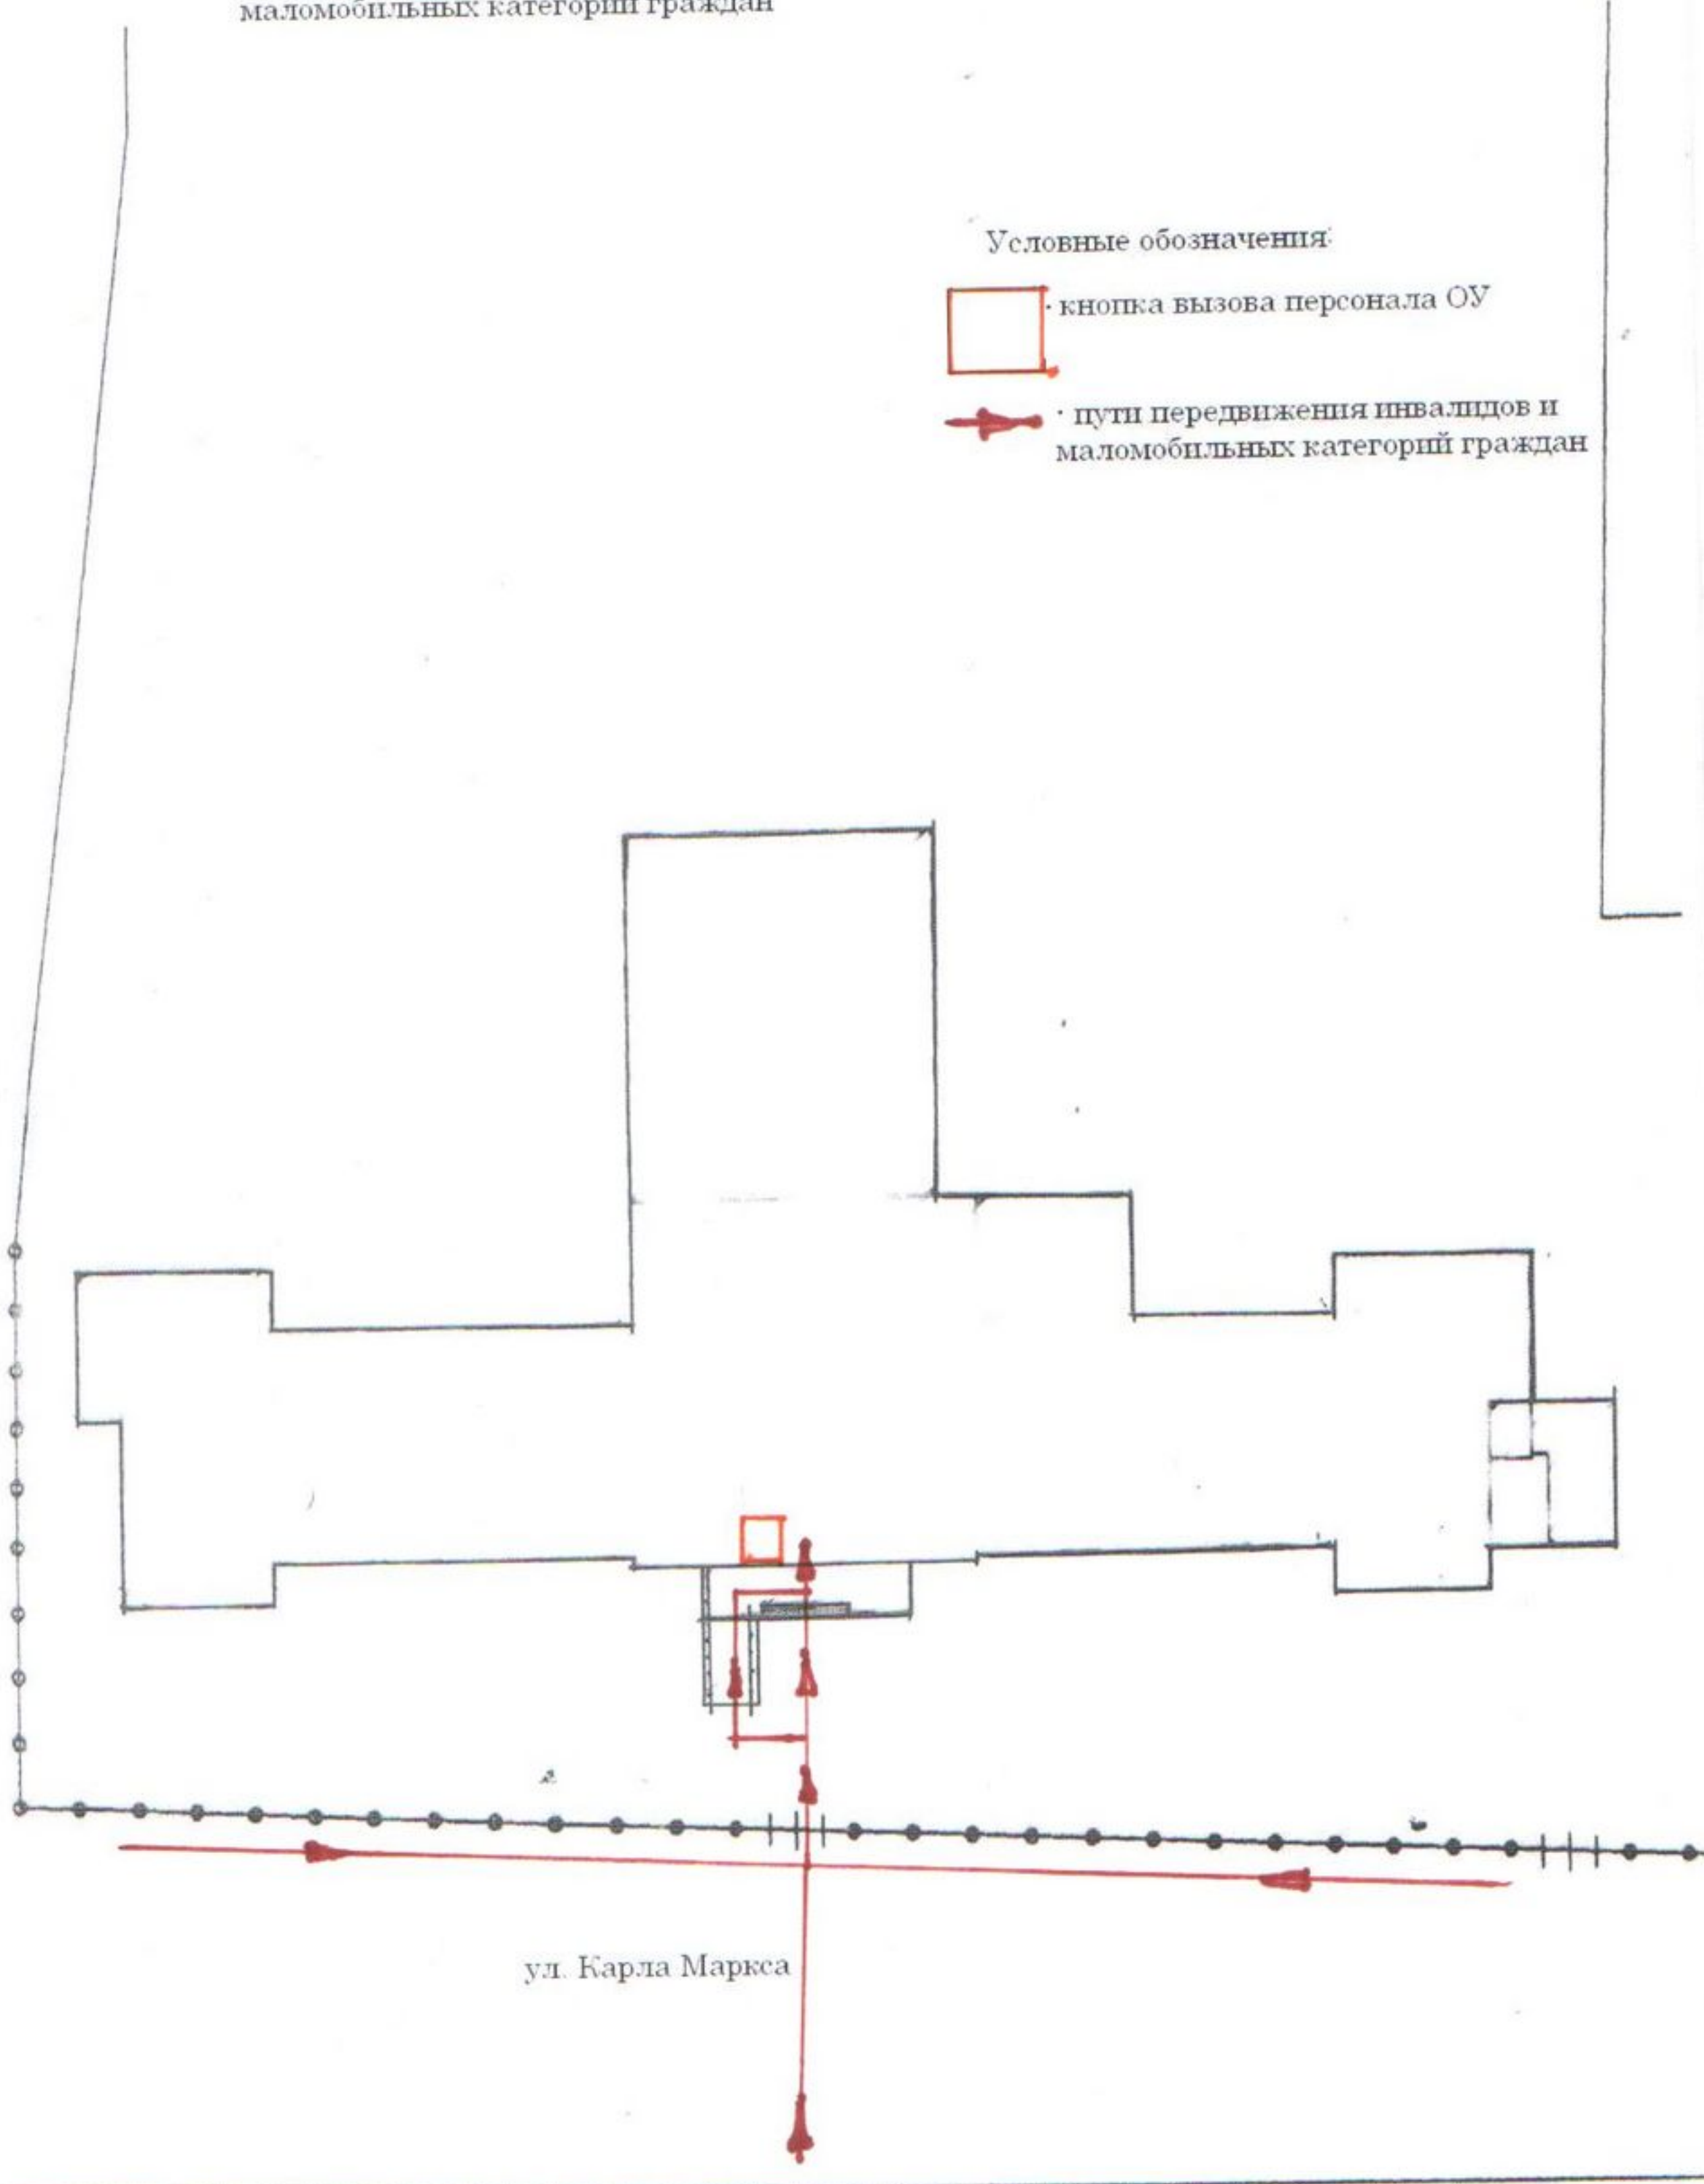 маломобильных категорий граждан
Условные обозначения:
- кнопка вызова персонала ОУ
- пути передвижения инвалидов и
маломобильных категорий граждан
ул. Карла Маркса